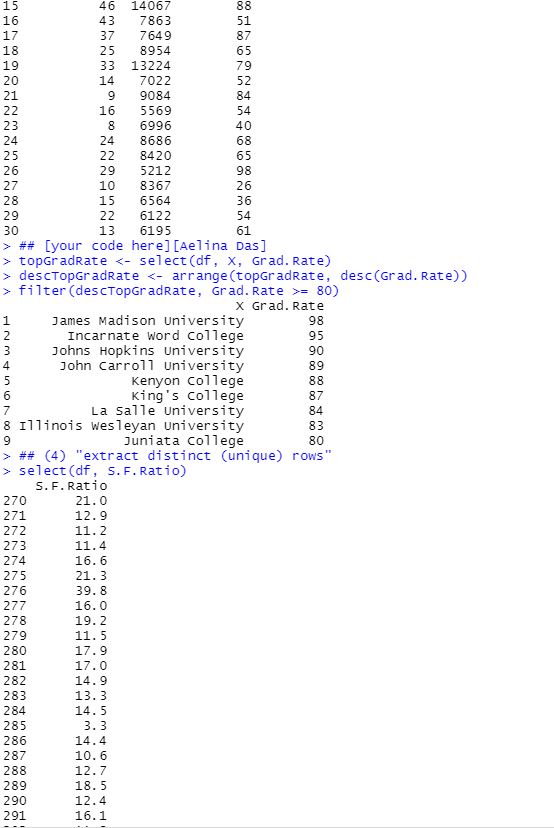 15 46 14067 88
16 43 7863 51
17 37 7649 87
18 25 8954 65
19 33 13224 79
20 14 7022 52
21 9 9084 84
22 16 5569 54
23 8 6996 40
24 24 8686 68
25 22 8420 65
26 29 5212 98
27 10 8367 26
28 15 6564 36
29 22 6122 54
30 13 6195 61
> ## [your code here][Aelina Das]
> topGradRate <- select(df, X, Grad.Rate)
> descTopGradRate <- arrange(topGradRate, desc(Grad.Rate))
> filter(descTopGradRate, Grad.Rate >= 80)
X Grad.Rate
1 James Madison University 98
2 Incarnate Word College 95
3 Johns Hopkins University 90
4 John Carroll University 89
5 Kenyon College 88
6 King's College 87
7 La Salle University 84
8 Illinois Wesleyan University 83
9 Juniata College 80
> ## (4) "extract distinct (unique) rows"
> select(df, S.F.Ratio)
S.F.Ratio
270 21.0
271 12.9
272 11.2
273 11.4
274 16.6
275 21.3
276 39.8
277 16.0
278 19.2
279 11.5
280 17.9
281 17.0
282 14.9
283 13.3
284 14.5
285 3.3
286 14.4
287 10.6
288 12.7
289 18.5
290 12.4
291 16.1